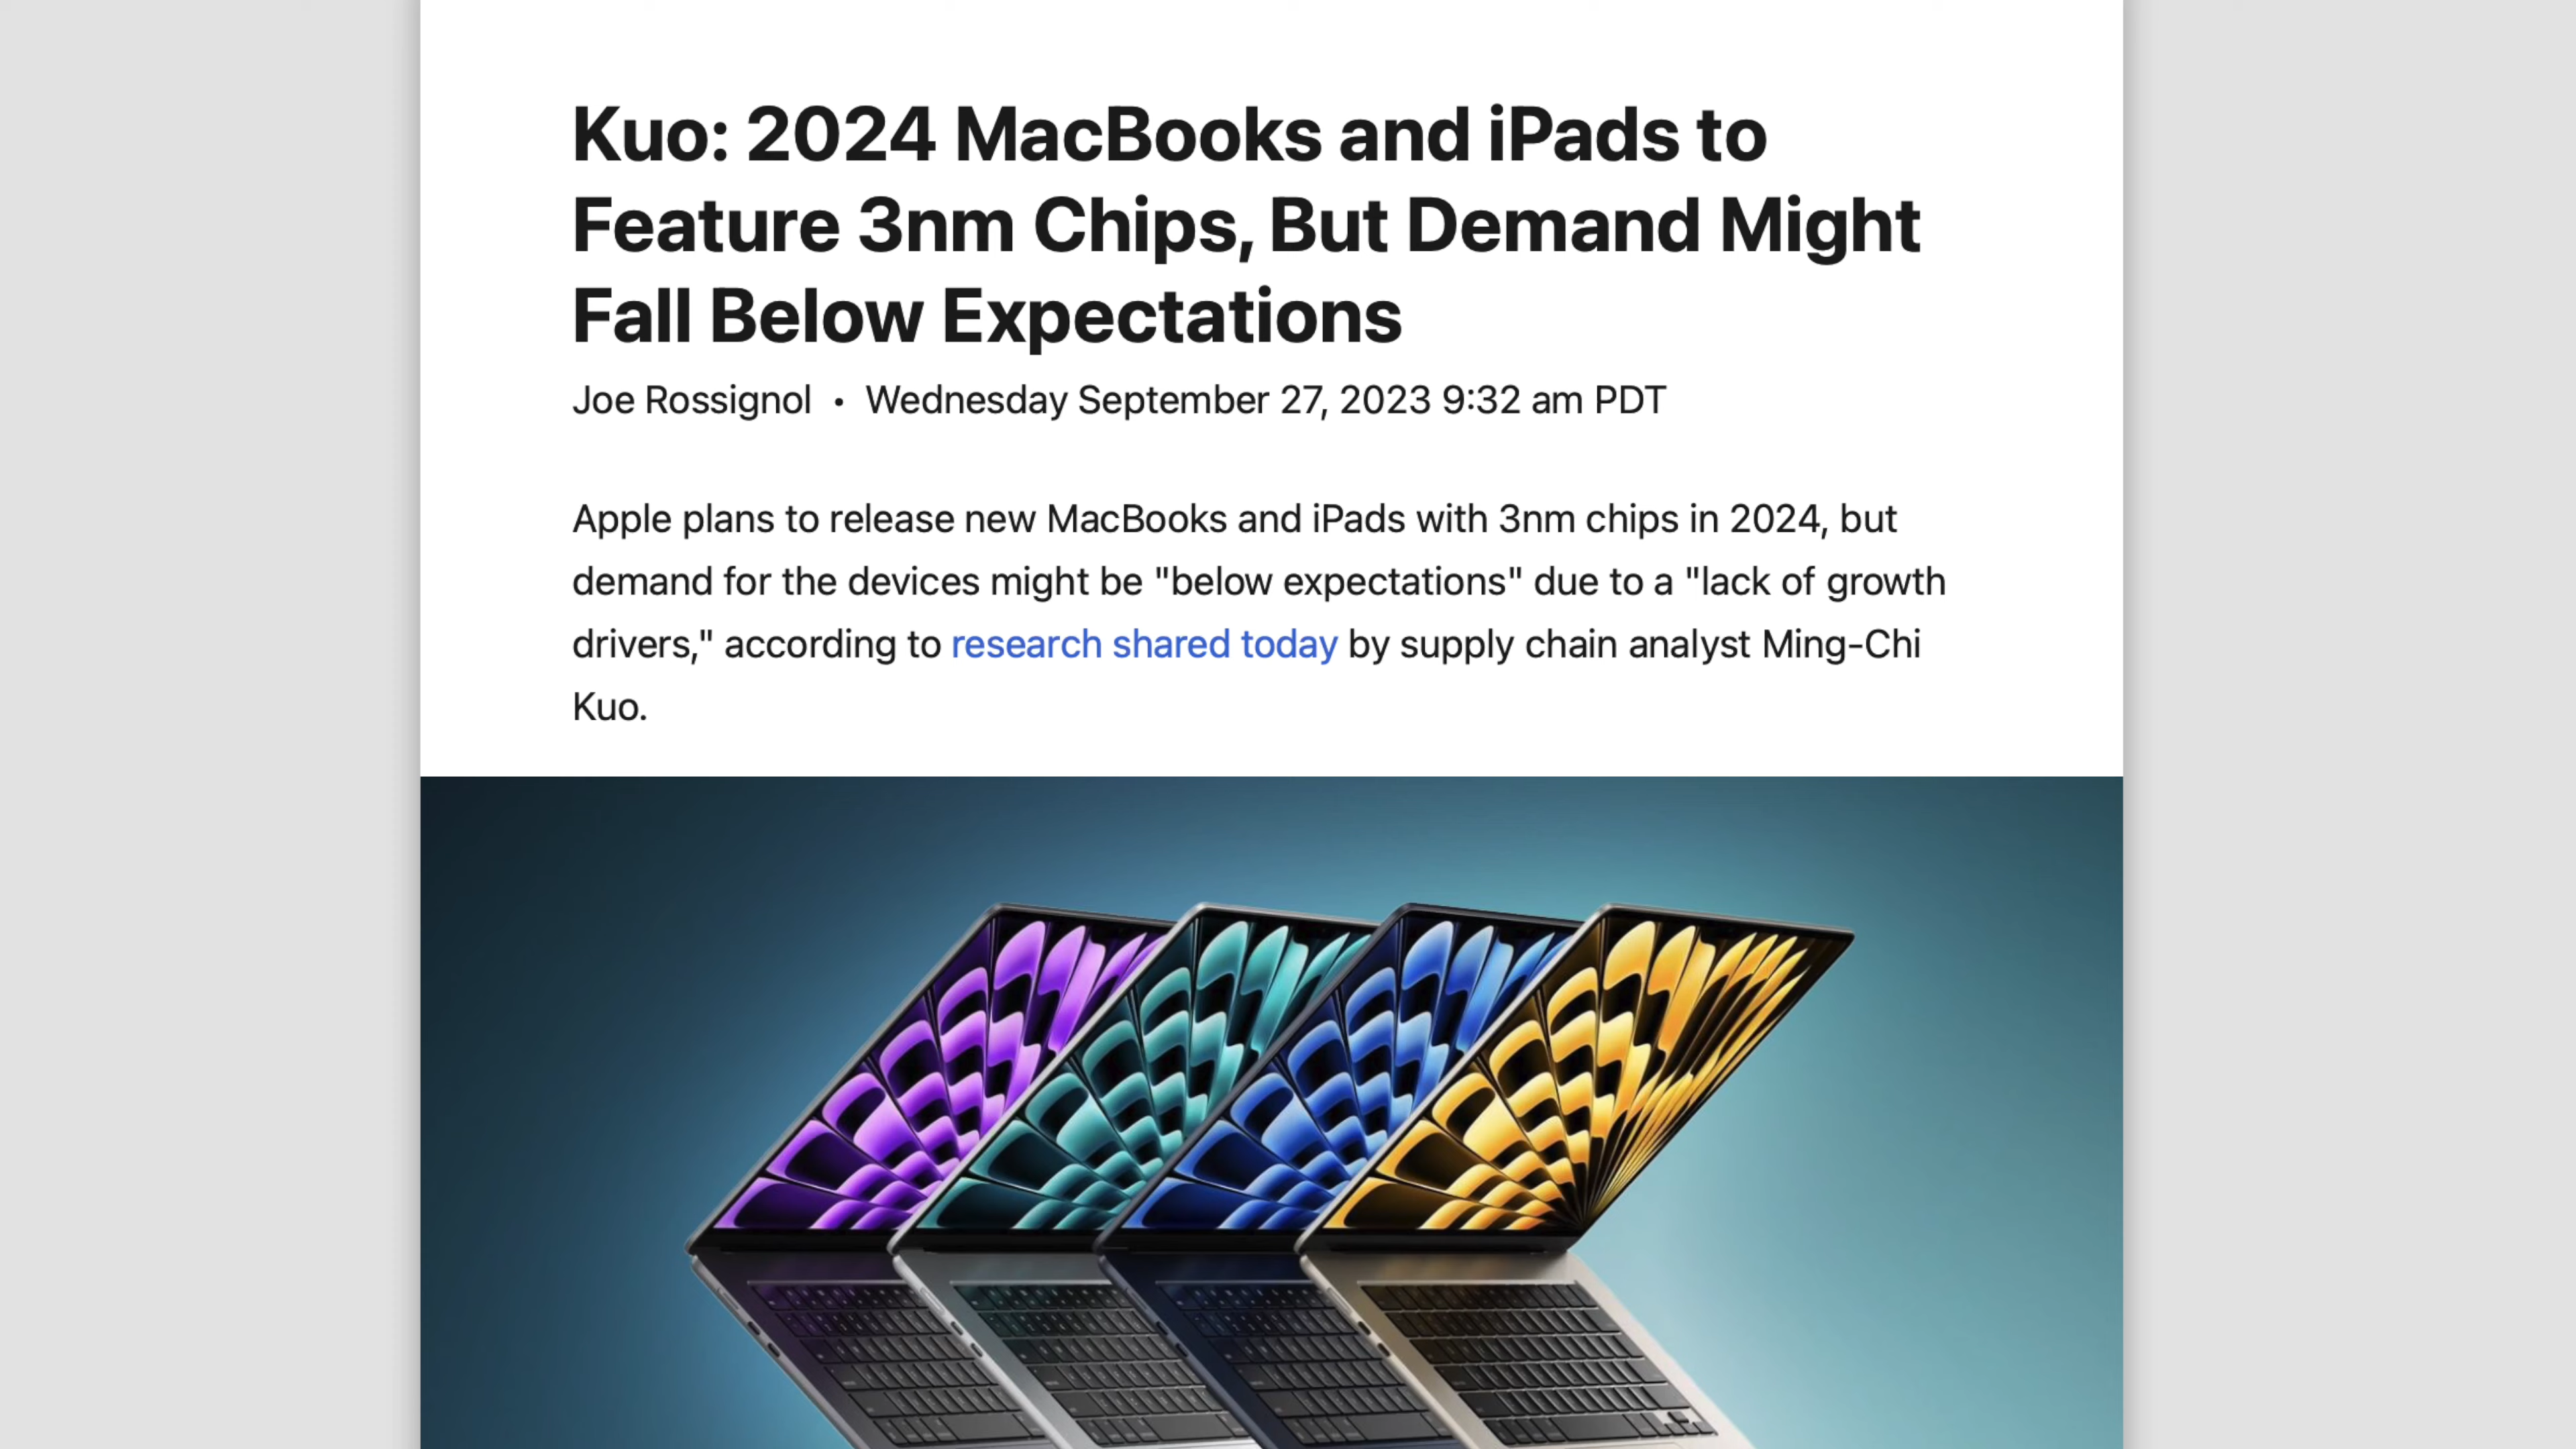 Kuo: 2024 MacBooks and iPads to
Feature 3nm Chips, But Demand Might
Fall Below Expectations
Joe Rossignol • Wednesday September 27, 2023 9:32 am PDT
Apple plans to release new MacBooks and iPads with 3nm chips in 2024, but
demand for the devices might be "below expectations" due to a "lack of growth
drivers," according to research shared today by supply chain analyst Ming-Chi
Kuo.